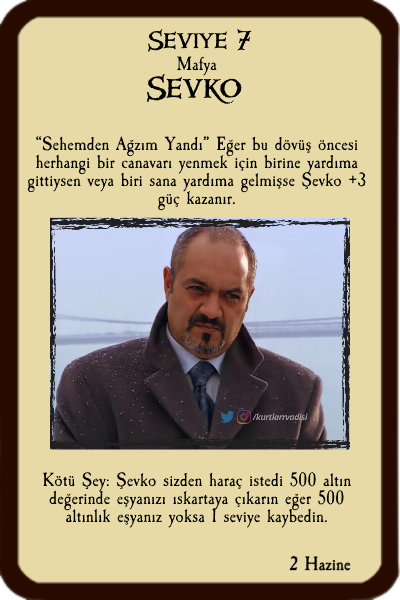 Seviye 7
Mafya
Şevko
“Sehemden Ağzım Yandı” Eğer bu dövüş öncesi
herhangi bir canavarı yenmek için birine yardıma
gittiysen veya biri sana yardıma gelmişse Şevko +3
güç kazanır.
/kurtlarrvadisi
Kötü Şey: Şevko sizden haraç istedi 500 altın
değerinde eşyanızı ıskartaya çıkarın eğer 500
altınlık eşyanız yoksa 1 seviye kaybedin.
2 Hazine